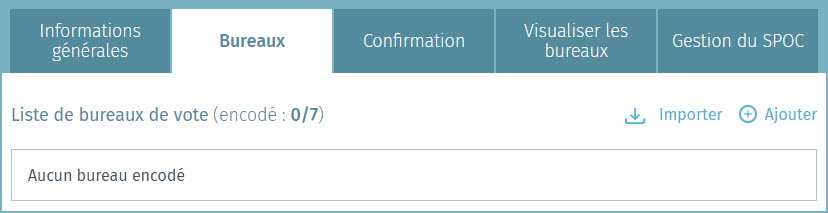 Informations
générales
Bureaux
Confirmation
Visualiser les
bureaux
Gestion du SPOC
Liste de bureaux de vote (encodé : 0/7)
Importer
Ajouter
Aucun bureau encodé